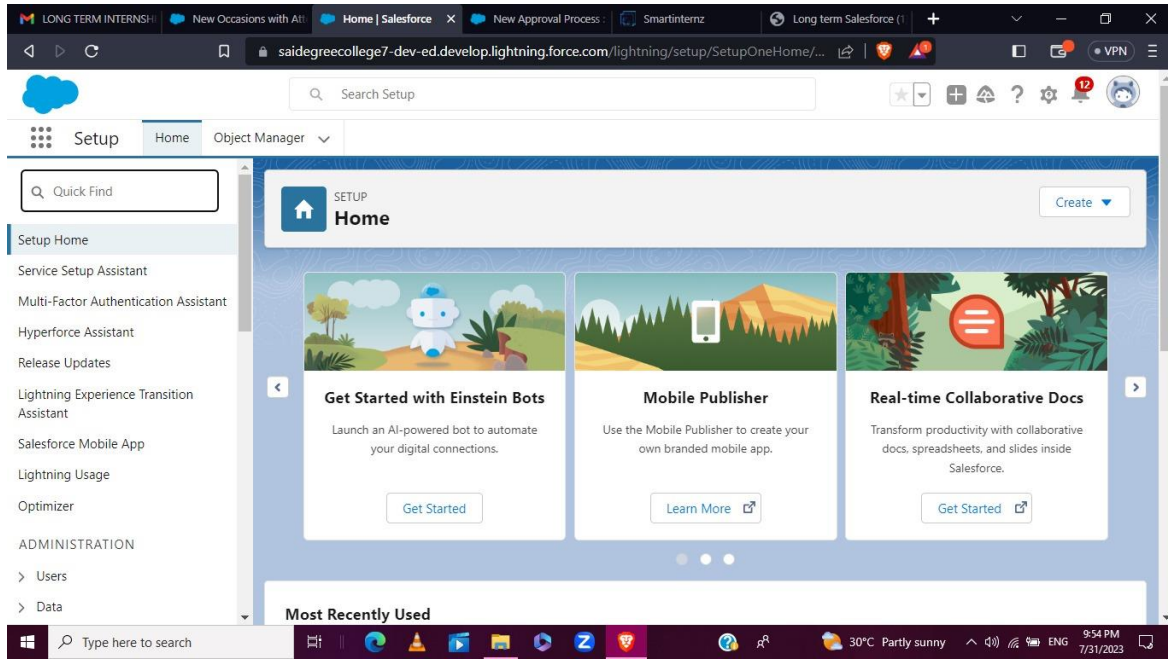 LONG TERM INTERNSHI
New Occasions with Att
Home | Salesforce
New Approval Process :
Smartinternz
Long term Salesforce (1
saidegreecollege7-dev-ed.develop.lightning.force.com/lightning/setup/SetupOneHome/...
VPN
Search Setup
12
Setup
Home
Object Manager
Quick Find
Setup Home
Service Setup Assistant
Multi-Factor Authentication Assistant
Hyperforce Assistant
Release Updates
Lightning Experience Transition
Assistant
Salesforce Mobile App
Lightning Usage
Optimizer
ADMINISTRATION
Users
Data
SETUP
Home
Create
Get Started with Einstein Bots
Launch an AI-powered bot to automate
your digital connections.
Get Started
Mobile Publisher
Use the Mobile Publisher to create your
own branded mobile app.
Learn More
Real-time Collaborative Docs
Transform productivity with collaborative
docs, spreadsheets, and slides inside
Salesforce.
Get Started
Most Recently Used
Type here to search
30°C Partly sunny
ENG
9:54 PM
7/31/2023